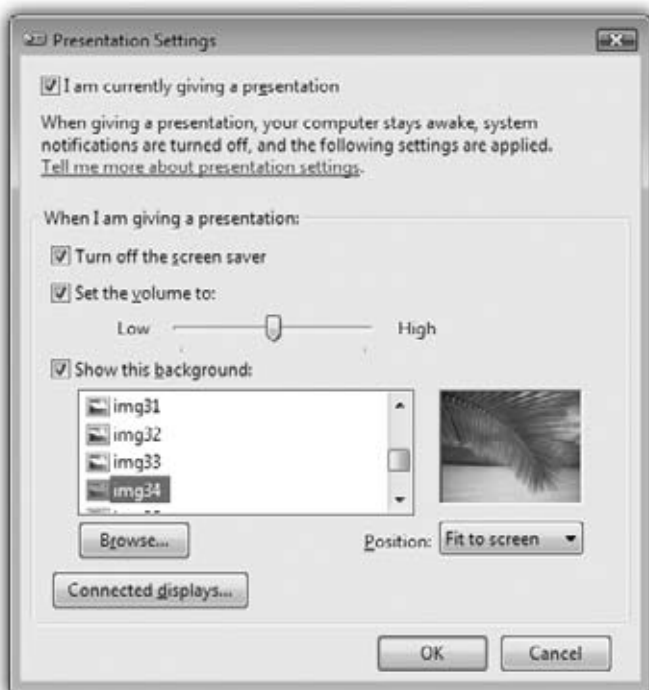 Presentation Settings
I am currently giving a presentation
When giving a presentation, your computer stays awake, system
notifications are turned off, and the following settings are applied.
Tell me more about presentation settings.
When I am giving a presentation:
Turn off the screen saver
Set the volume to:
Low High
Show this background:
img31
img32
img33
img34
Browse...
Position: Fit to screen
Connected displays...
OK Cancel